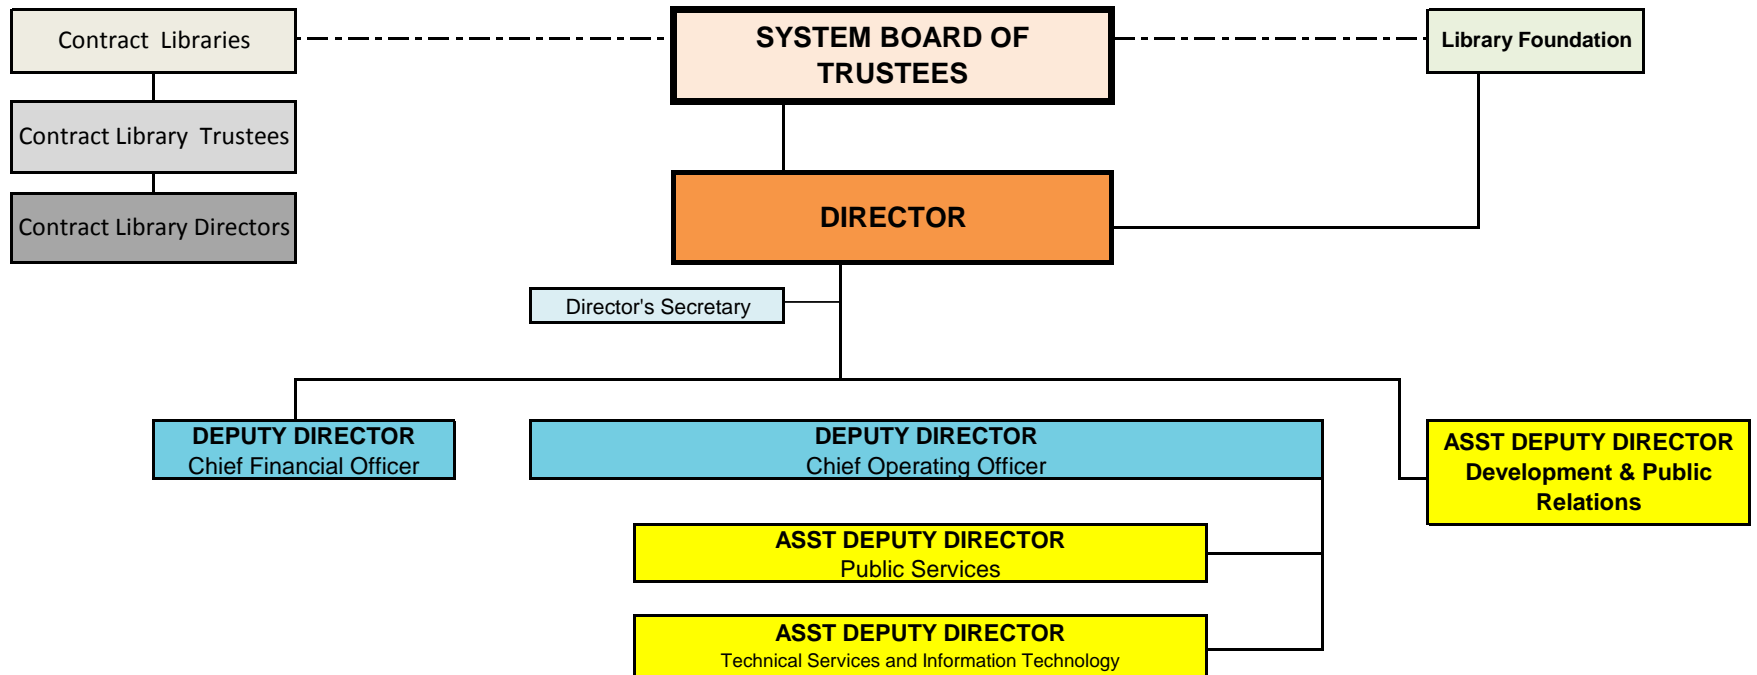 Contract Libraries
SYSTEM BOARD OF
TRUSTEES
Library Foundation
Contract Library Trustees
Contract Library Directors
DIRECTOR
Director's Secretary
DEPUTY DIRECTOR
Chief Financial Officer
DEPUTY DIRECTOR
Chief Operating Officer
ASST DEPUTY DIRECTOR
Development & Public
Relations
ASST DEPUTY DIRECTOR
Public Services
ASST DEPUTY DIRECTOR
Technical Services and Information Technology